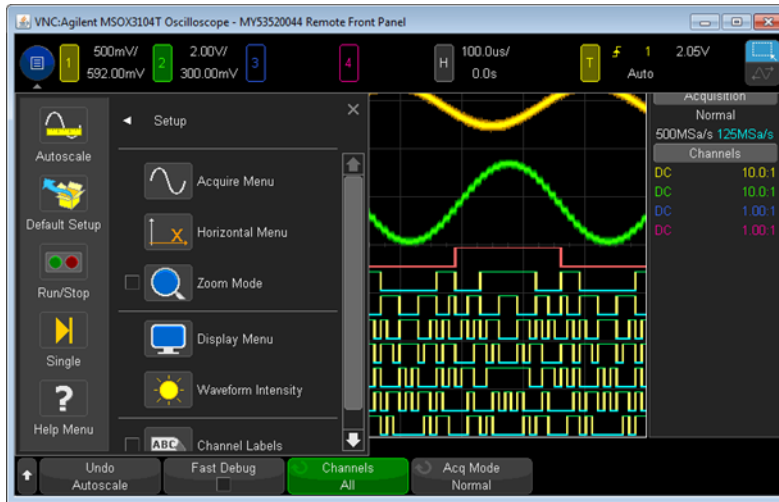 VNC:Agilent MSOX3104T Oscilloscope - MY53520044 Remote Front Panel
1 500mV/ 2 2.00V/ 3 4 H 100.0us/ T 1 2.05V
592.00mV 300.00mV 0.0s Auto
Setup
Autoscale
Default Setup
Run/Stop
Single
?
Help Menu
Acquire Menu
X
Horizontal Menu
Zoom Mode
Display Menu
Waveform Intensity
ABC Channel Labels
Acquisition
Normal
500MSa/s 125MSa/s
Channels
DC 10.0:1
DC 10.0:1
DC 1.00:1
DC 1.00:1
Undo
Autoscale
Fast Debug
Channels
All
Acq Mode
Normal